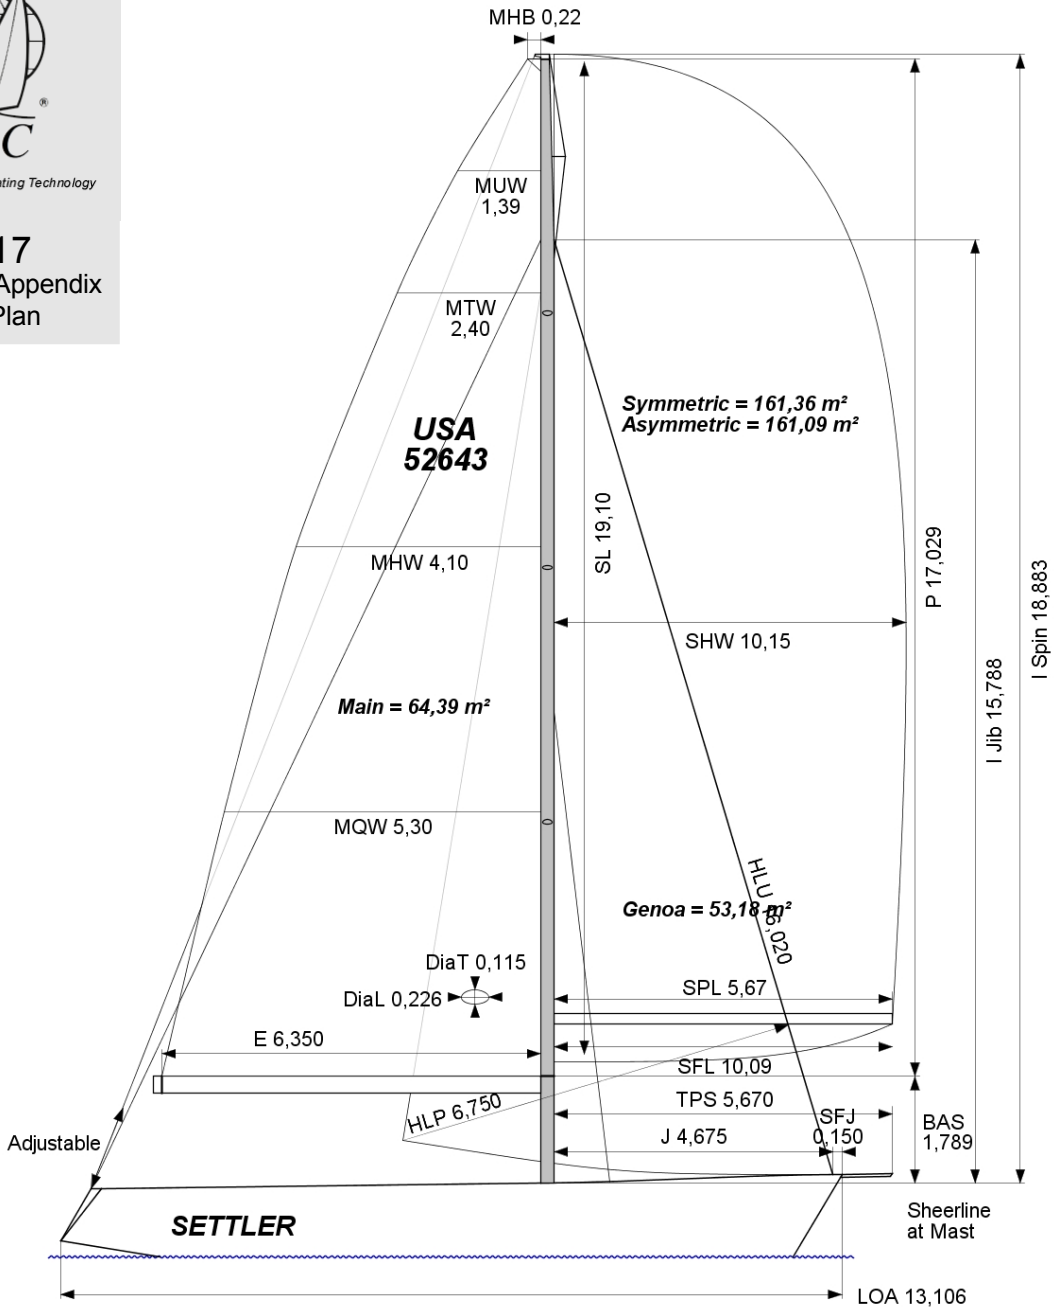 MHB 0,22
®
C
Technology
17
Appendix
Plan
MUW
1,39
MTW
2,40
USA
52643
Symmetric = 161,36 m²
Asymmetric = 161,09 m²
SL 19,10
MHW 4,10
P 17,029
I Spin 18,883
SHW 10,15
I Jib 15,788
Main = 64,39 m²
MQW 5,30
HLU 16,020
Genoa = 53,18 m²
DiaT 0,115
DiaL 0,226
SPL 5,67
E 6,350
SFL 10,09
HLP 6,750
TPS 5,670
SFJ
0,150
J 4,675
BAS
1,789
Adjustable
Sheerline
at Mast
SETTLER
LOA 13,106